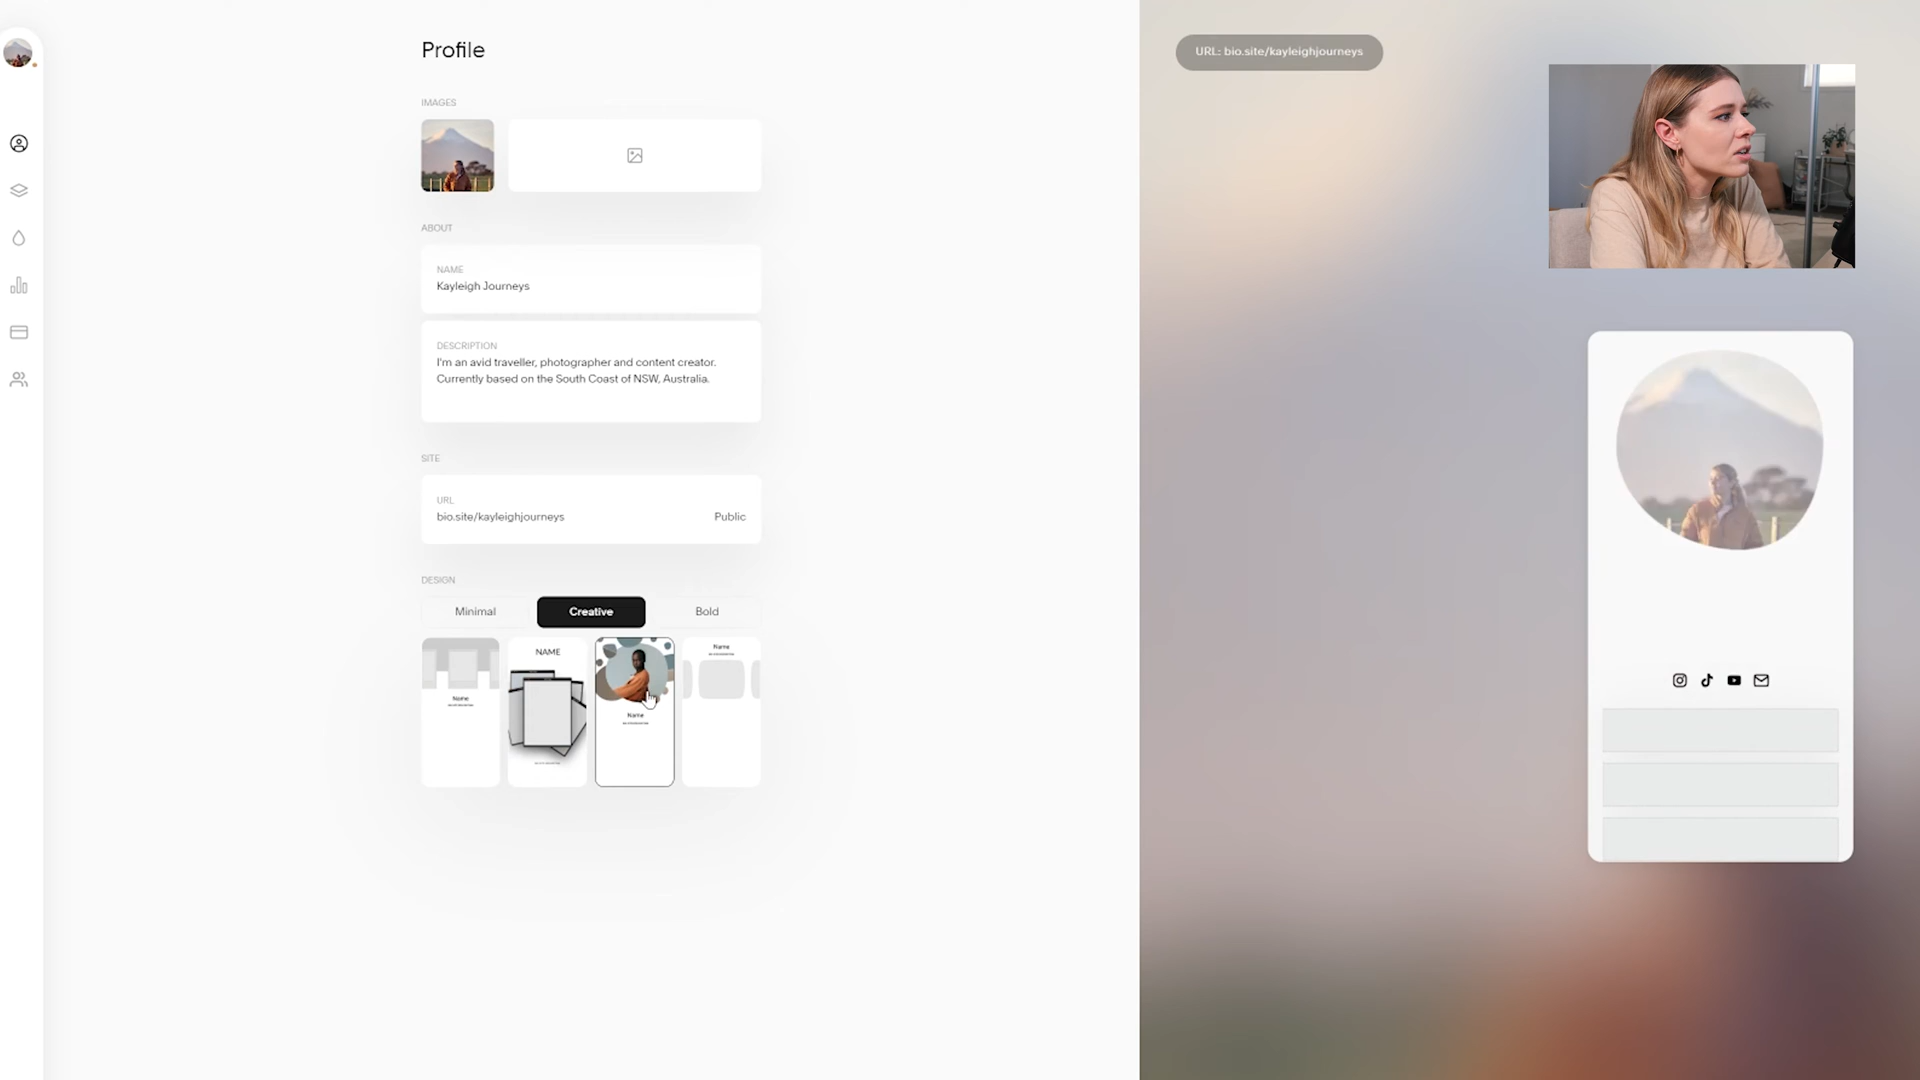 Profile
IMAGES
ABOUT
NAME
Kayleigh Journeys
DESCRIPTION
I'm an avid traveller, photographer and content creator.
Currently based on the South Coast of NSW, Australia.
SITE
URL
bio.site/kayleighjourneys
Public
DESIGN
Minimal
Creative
Bold
Name
NAME
Name
Name
URL: bio.site/kayleighjourneys